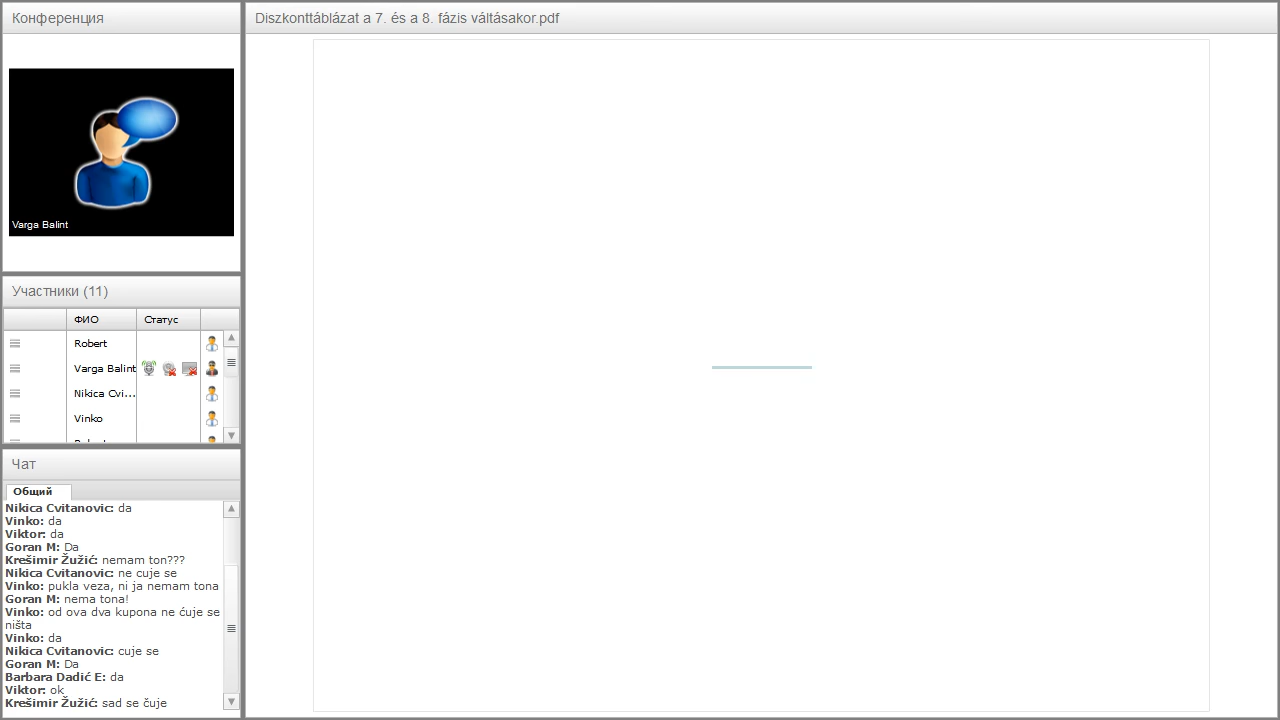 Конференция
Varga Balint
Участники (11)
ФИО Статус
Robert
Varga Balint
Nikica Cvi...
Vinko
Чат
Общий
Nikica Cvitanovic: da
Vinko: da
Viktor: da
Goran M: Da
Krešimir Žužić: nemam ton???
Nikica Cvitanovic: ne cuje se
Vinko: pukla veza, ni ja nemam tona
Goran M: nema tona!
Vinko: od ova dva kupona ne ćuje se
ništa
Vinko: da
Nikica Cvitanovic: cuje se
Goran M: Da
Barbara Dadić E: da
Viktor: ok
Krešimir Žužić: sad se čuje
Diszkonttáblázat a 7. és a 8. fázis váltásakor.pdf